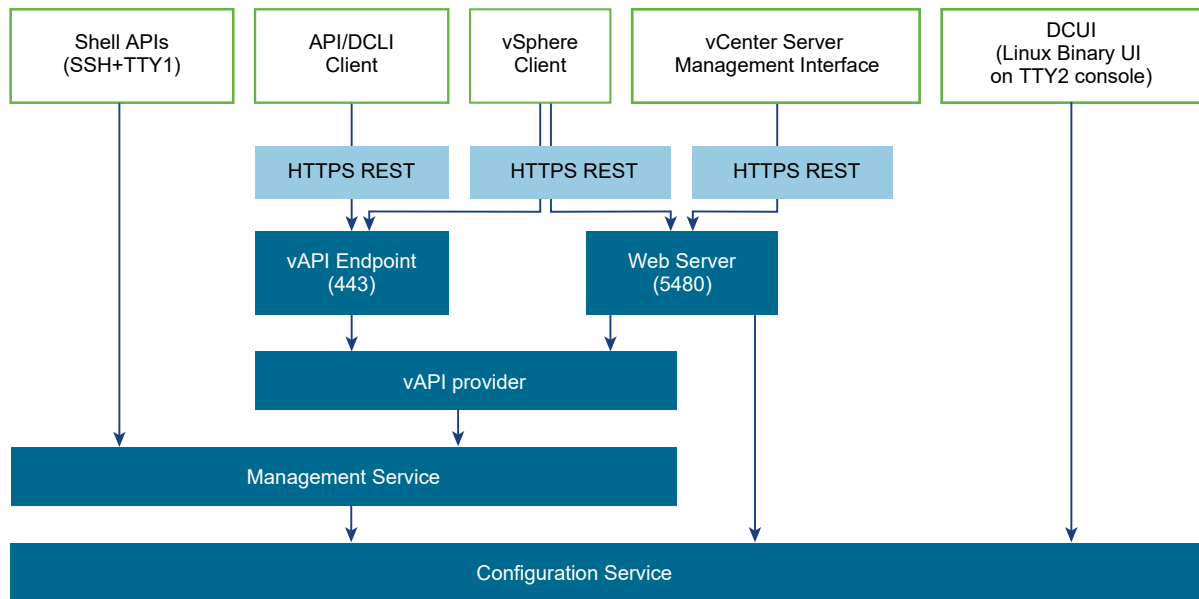 Shell APIs
(SSH+TTY1)
API/DCLI
Client
vSphere
Client
vCenter Server
Management Interface
DCUI
(Linux Binary UI
on TTY2 console)
HTTPS REST
HTTPS REST
HTTPS REST
vAPI Endpoint
(443)
Web Server
(5480)
vAPI provider
Management Service
Configuration Service